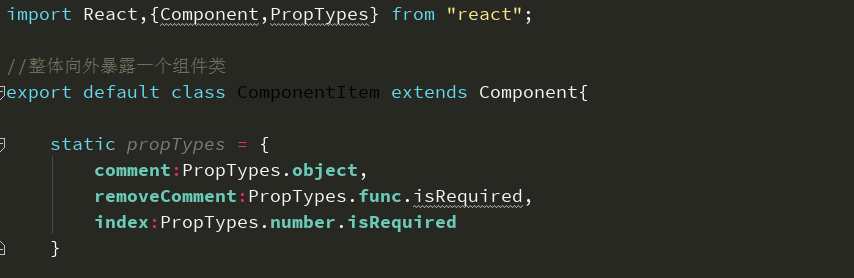 import React,{Component,PropTypes} from "react";
//整体向外暴露一个组件类
export default class ComponentItem extends Component{
static propTypes = {
comment:PropTypes.object,
removeComment:PropTypes.func.isRequired,
index:PropTypes.number.isRequired
}